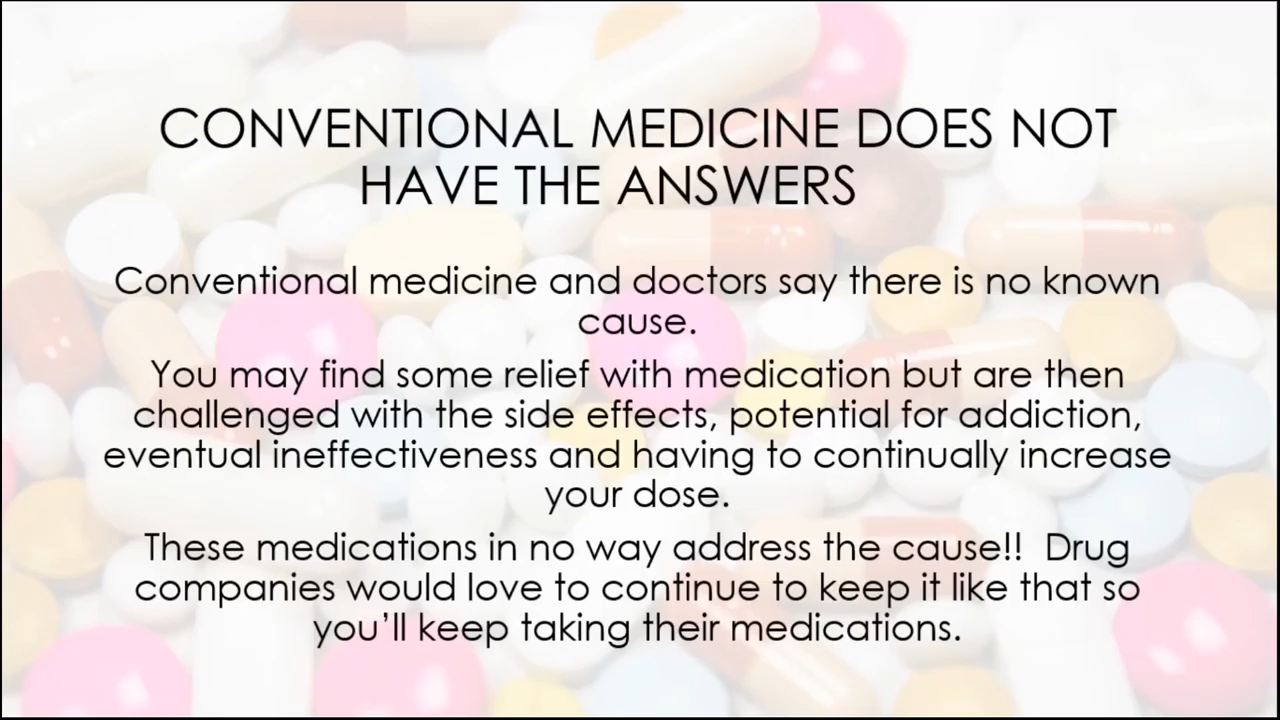 CONVENTIONAL MEDICINE DOES NOT
HAVE THE ANSWERS
Conventional medicine and doctors say there is no known
cause.
You may find some relief with medication but are then
challenged with the side effects, potential for addiction,
eventual ineffectiveness and having to continually increase
your dose.
These medications in no way address the cause!!  Drug
companies would love to continue to keep it like that so
you’ll keep taking their medications.